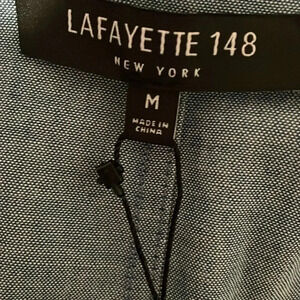 LAFAYETTE 148
NEW YORK
M
MADE IN
CHINA